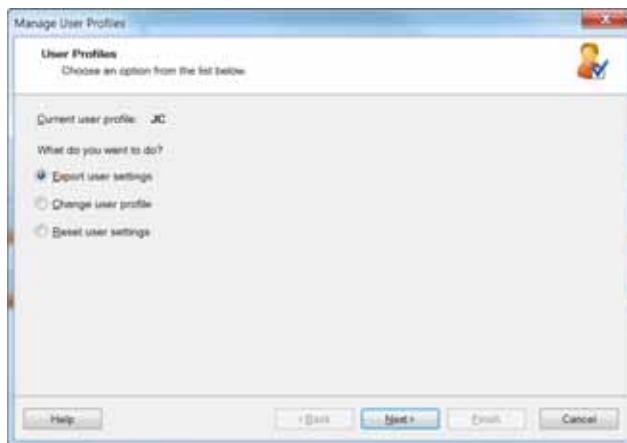 Manage User Profiles
User Profiles
Choose an option from the list below.
Current user profile: JC
What do you want to do?
Export user settings
Change user profile
Reset user settings
Help
< Back
Next >
Finish
Cancel